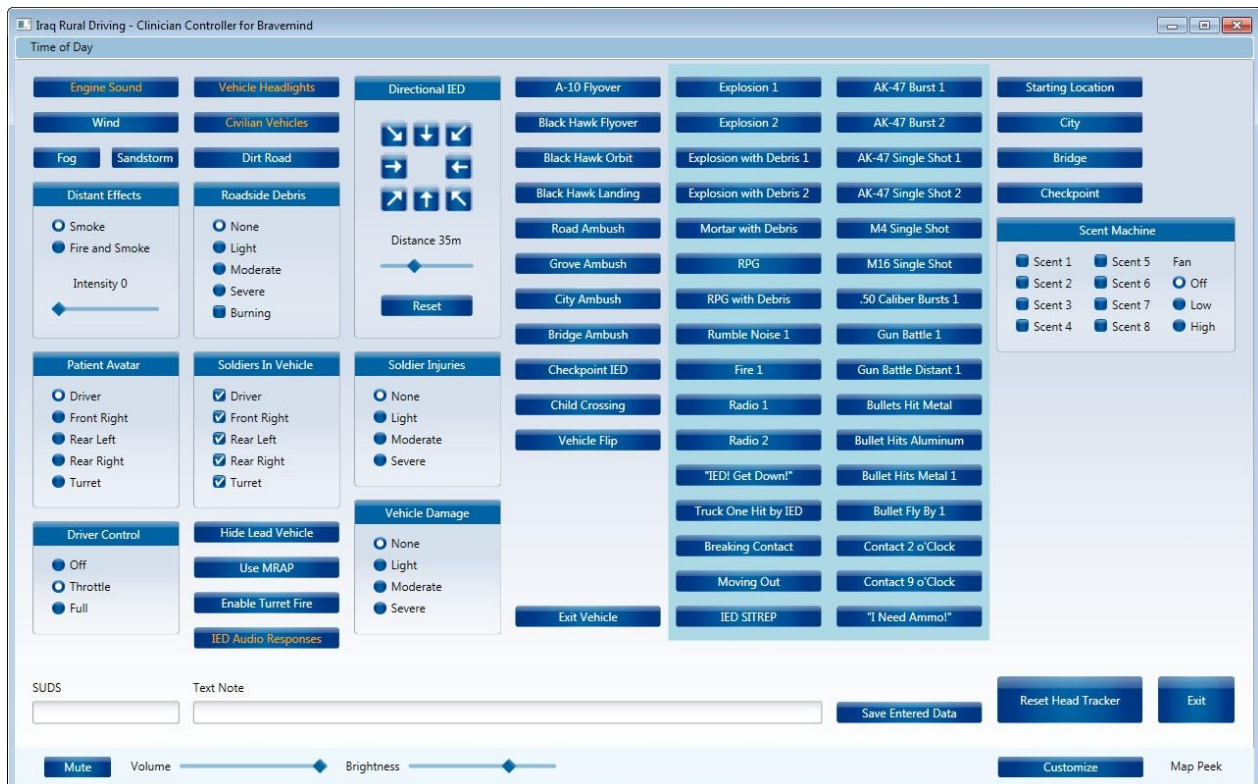 Iraq Rural Driving - Clinician Controller for Bravemind
Time of Day
Engine Sound
Wind
Fog
Sandstorm
Distant Effects
Smoke
Fire and Smoke
Intensity 0
Patient Avatar
Driver
Front Right
Rear Left
Rear Right
Turret
Driver Control
Off
Throttle
Full
Vehicle Headlights
Civilian Vehicles
Dirt Road
Roadside Debris
None
Light
Moderate
Severe
Burning
Soldiers In Vehicle
Driver
Front Right
Rear Left
Rear Right
Turret
Hide Lead Vehicle
Use MRAP
Enable Turret Fire
IED Audio Responses
Directional IED
Distance 35m
Reset
Soldier Injuries
None
Light
Moderate
Severe
Vehicle Damage
None
Light
Moderate
Severe
A-10 Flyover
Black Hawk Flyover
Black Hawk Orbit
Black Hawk Landing
Road Ambush
Grove Ambush
City Ambush
Bridge Ambush
Checkpoint IED
Child Crossing
Vehicle Flip
Exit Vehicle
Explosion 1
Explosion 2
Explosion with Debris 1
Explosion with Debris 2
Mortar with Debris
RPG
RPG with Debris
Rumble Noise 1
Fire 1
Radio 1
Radio 2
"IED! Get Down!"
Truck One Hit by IED
Breaking Contact
Moving Out
IED SITREP
AK-47 Burst 1
AK-47 Burst 2
AK-47 Single Shot 1
AK-47 Single Shot 2
M4 Single Shot
M16 Single Shot
.50 Caliber Bursts 1
Gun Battle 1
Gun Battle Distant 1
Bullets Hit Metal
Bullet Hits Aluminum
Bullet Hits Metal 1
Bullet Fly By 1
Contact 2 o'Clock
Contact 9 o'Clock
"I Need Ammo!"
Starting Location
City
Bridge
Checkpoint
Scent Machine
Scent 1
Scent 2
Scent 3
Scent 4
Scent 5
Scent 6
Scent 7
Scent 8
Fan
Off
Low
High
SUDS
Text Note
Save Entered Data
Reset Head Tracker
Exit
Mute
Volume
Brightness
Customize
Map Peek